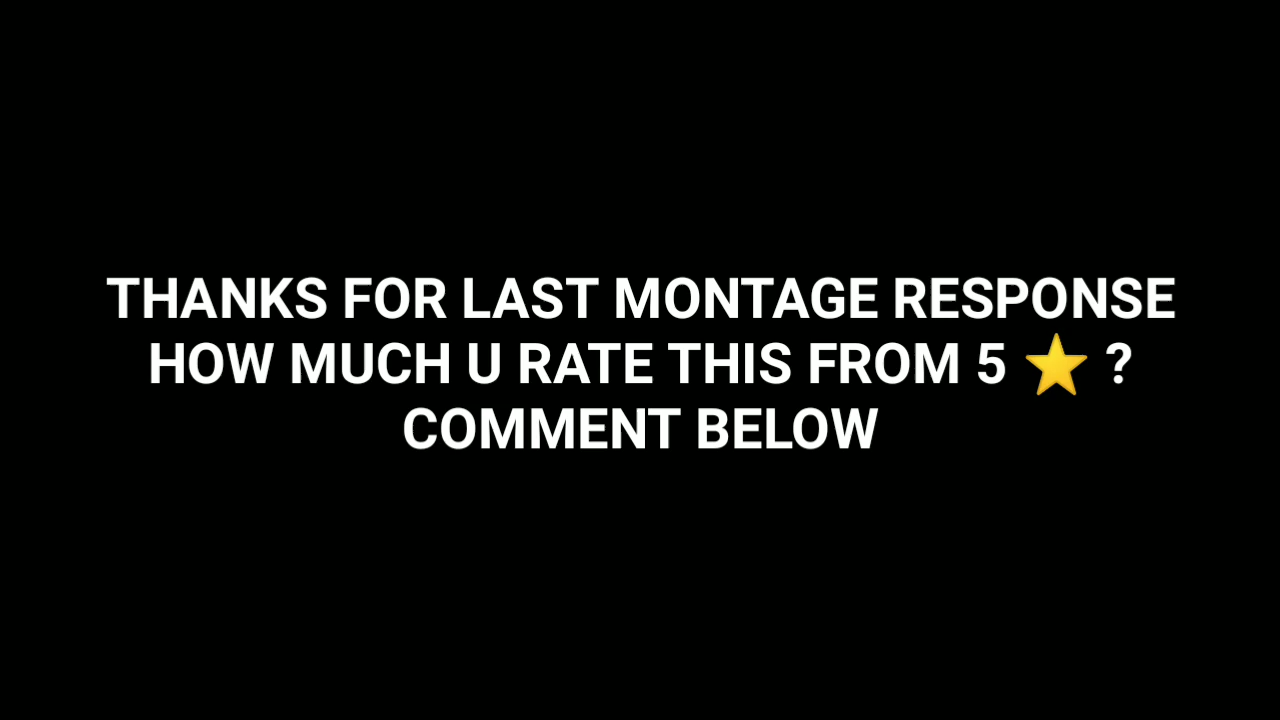 THANKS FOR LAST MONTAGE RESPONSE
HOW MUCH U RATE THIS FROM 5 ⭐ ?
COMMENT BELOW